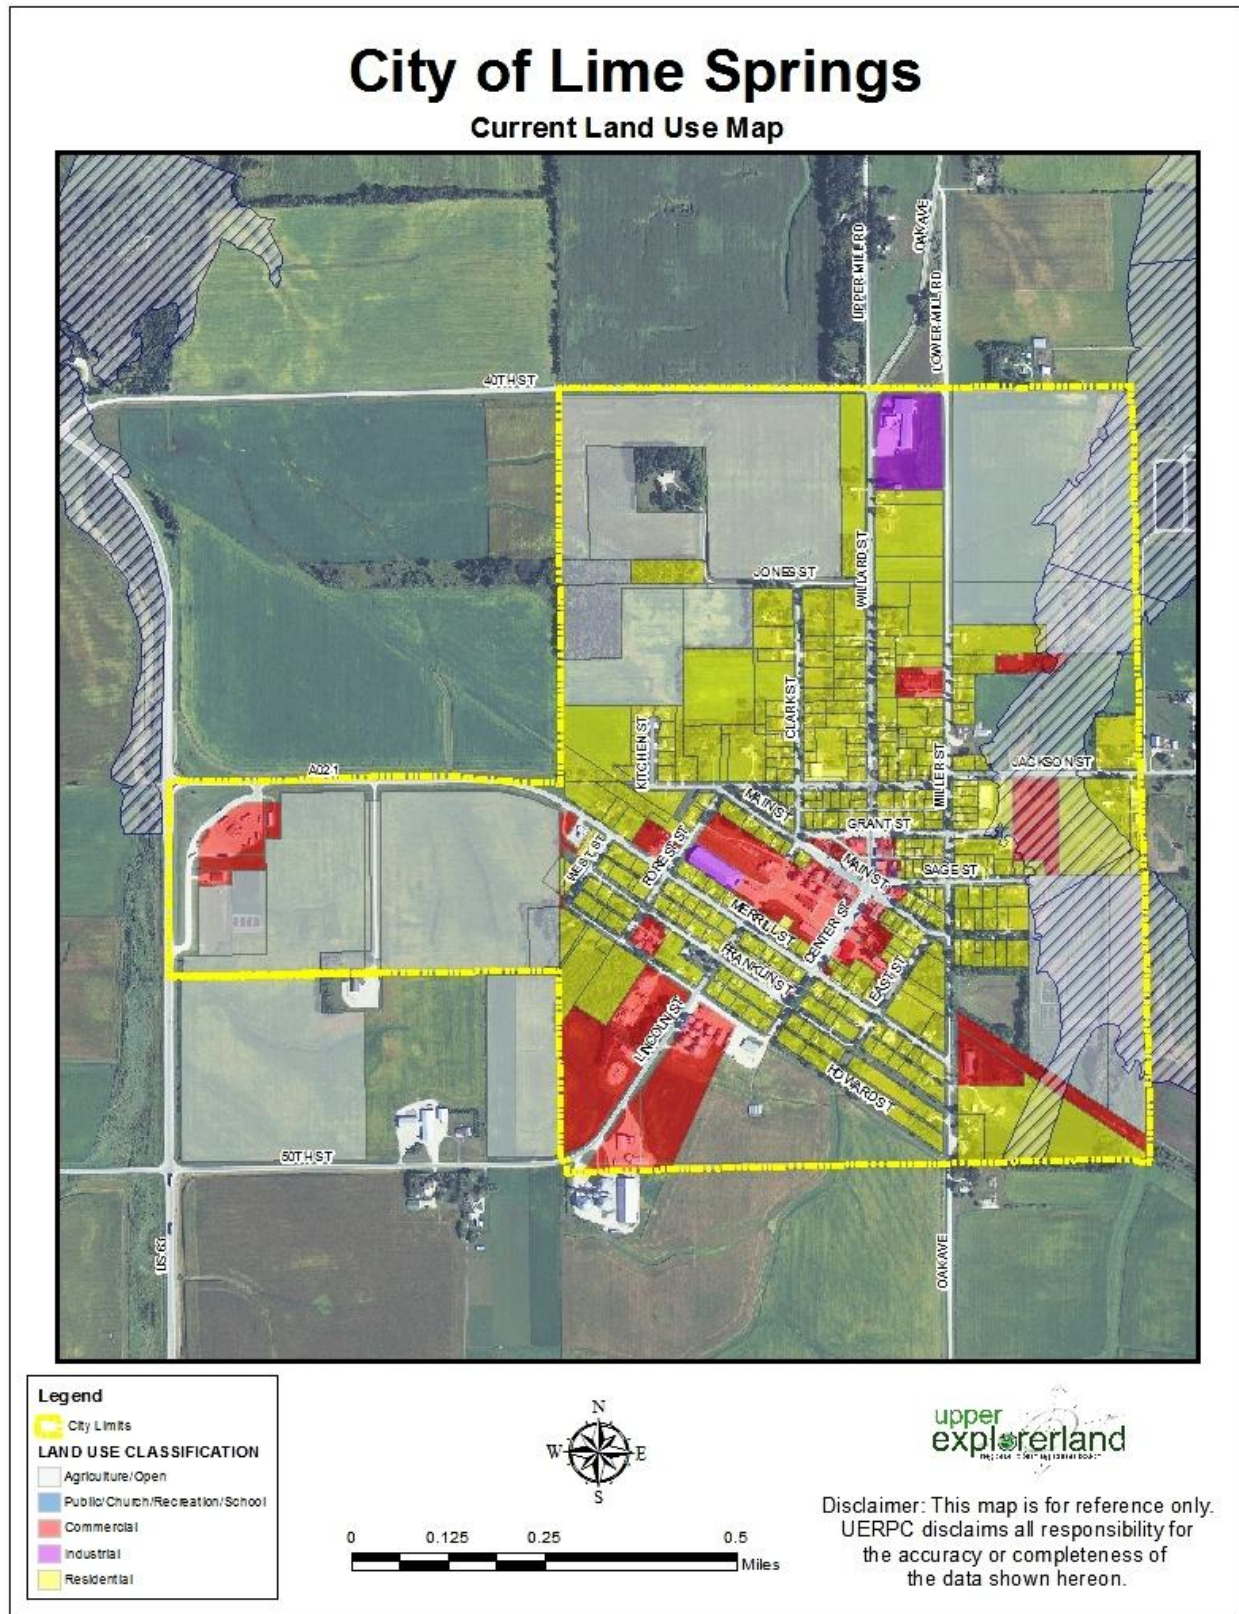 City of Lime Springs
Current Land Use Map
UPPER MILL RD
OAK AVE
LOWER MILL RD
40TH ST
JONES ST
WILLARD ST
CLARK ST
KITCHEN ST
MILLER ST
JACKSON ST
MAIN ST
GRANT ST
WEST ST
FOREST ST
MAIN ST
SAGE ST
MERRILL ST
CENTER ST
FRANKLIN ST
EAST ST
LINCOLN ST
HOWARD ST
50TH ST
US 63
OAK AVE
Legend
City Limits
LAND USE CLASSIFICATION
Agriculture/Open
Public/Church/Recreation/School
Commercial
Industrial
Residential
N
W E
S
0 0.125 0.25 0.5
Miles
upper
explorerland
Disclaimer: This map is for reference only.
UERPC disclaims all responsibility for
the accuracy or completeness of
the data shown hereon.